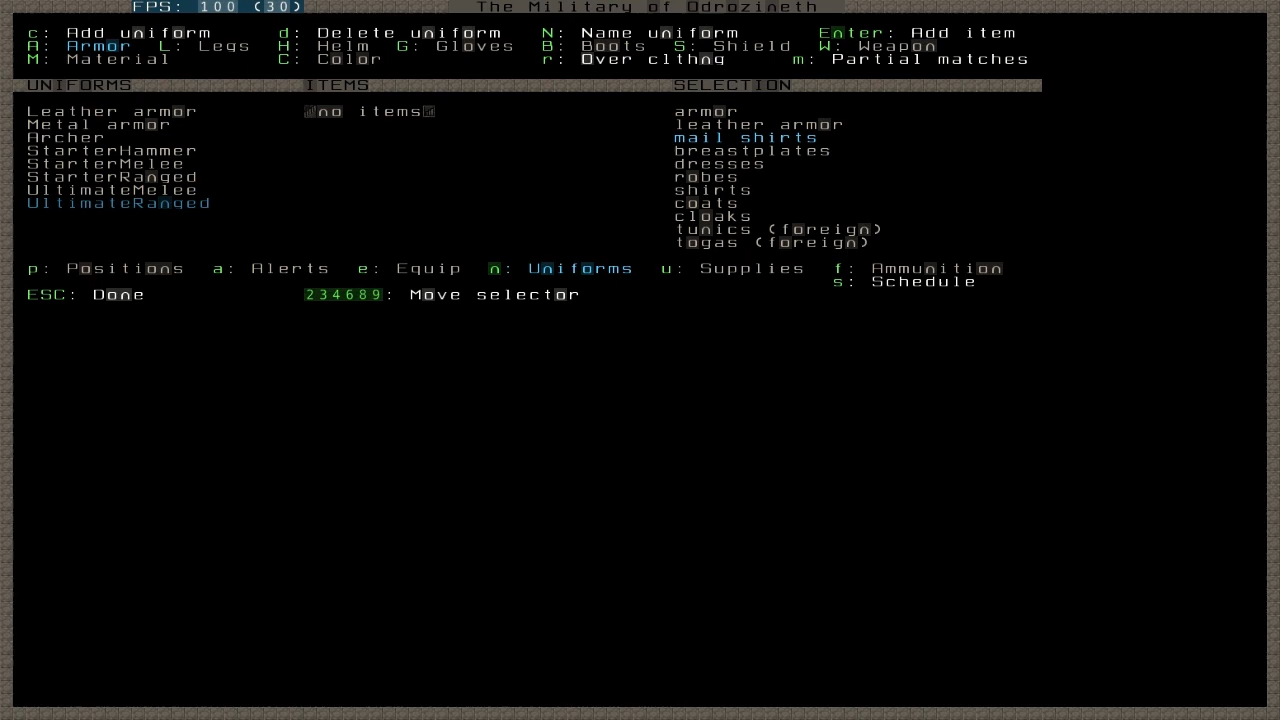 FPS: 100 (30) The Military of Odrozineth
c: Add uniform d: Delete uniform N: Name uniform Enter: Add item
A: Armor L: Legs H: Helm G: Gloves B: Boots S: Shield W: Weapon
M: Material C: Color r: Over clthng m: Partial matches
UNIFORMS ITEMS SELECTION
Leather armor no items armor
Metal armor leather armor
Archer mail shirts
StarterHammer breastplates
StarterMelee dresses
StarterRanged robes
UltimateMelee shirts
UltimateRanged coats
cloaks
tunics (foreign)
togas (foreign)
p: Positions a: Alerts e: Equip n: Uniforms u: Supplies f: Ammunition
s: Schedule
ESC: Done 234689: Move selector